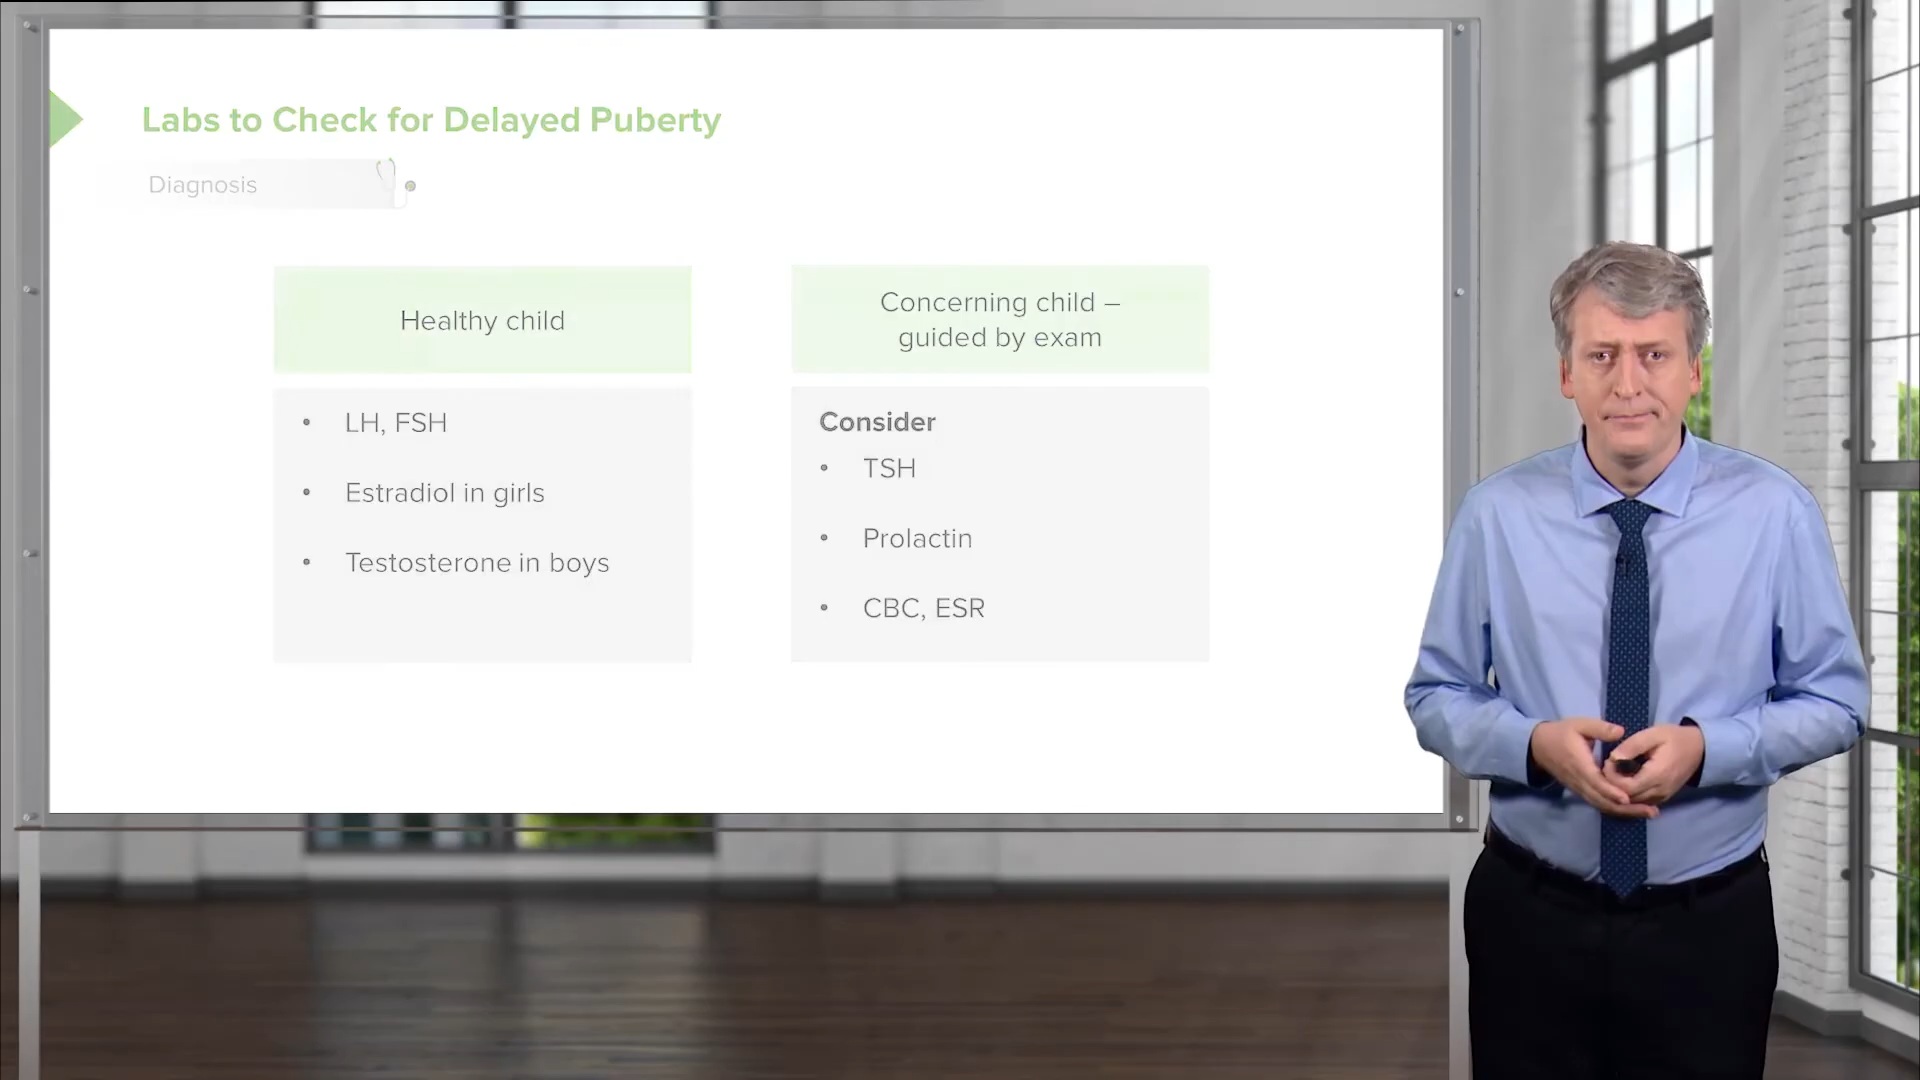 Labs to Check for Delayed Puberty
Diagnosis
Healthy child
• LH, FSH
• Estradiol in girls
• Testosterone in boys
Concerning child –
guided by exam
Consider
• TSH
• Prolactin
• CBC, ESR